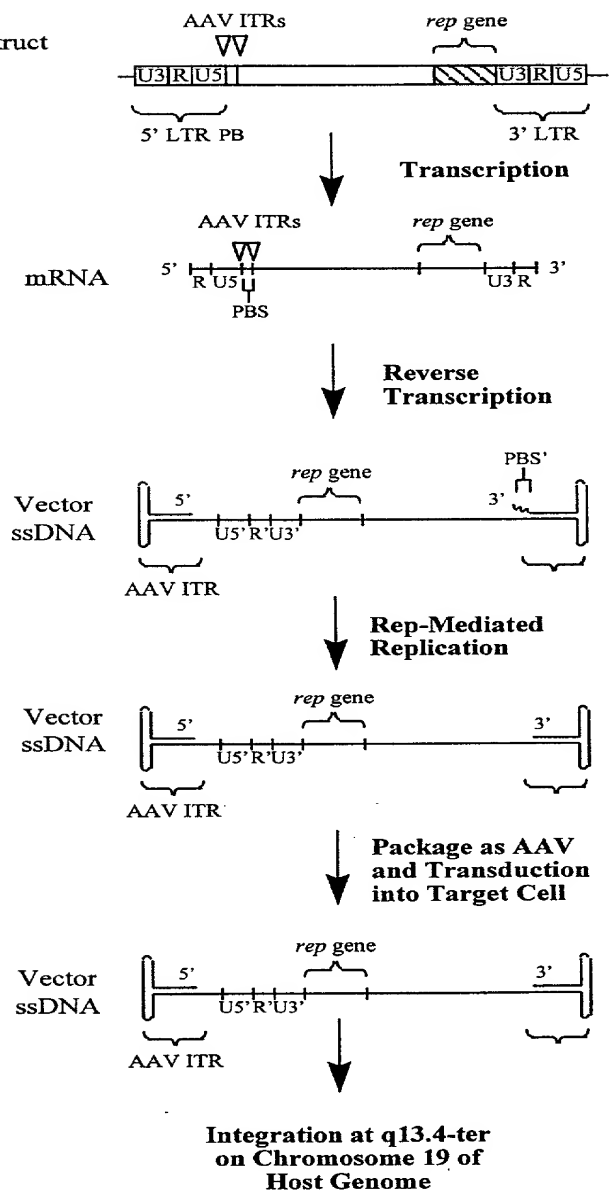 AAV ITRs
rep gene
ruct
U3 R U5 U3 R U5
5' LTR PB 3' LTR
Transcription
AAV ITRs
rep gene
mRNA
5' 3'
R U5 U3 R
PBS
Reverse
Transcription
PBS'
rep gene
Vector
ssDNA
5' 3'
U5' R' U3'
AAV ITR
Rep-Mediated
Replication
rep gene
Vector
ssDNA
5' 3'
U5' R' U3'
AAV ITR
Package as AAV
and Transduction
into Target Cell
rep gene
Vector
ssDNA
5' 3'
U5' R' U3'
AAV ITR
Integration at q13.4-ter
on Chromosome 19 of
Host Genome